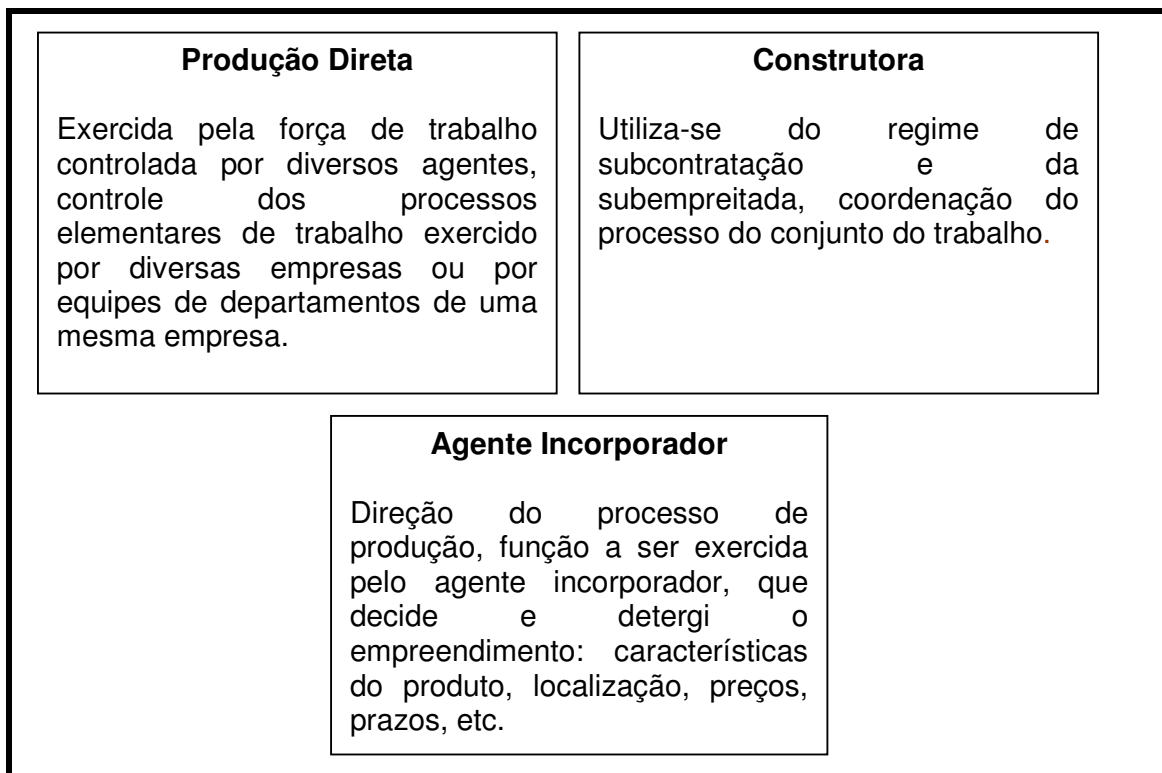 Produção Direta
Exercida pela força de trabalho
controlada por diversos agentes,
controle dos processos
elementares de trabalho exercido
por diversas empresas ou por
equipes de departamentos de uma
mesma empresa.
Construtora
Utiliza-se do regime de
subcontratação e da
subempreitada, coordenação do
processo do conjunto do trabalho.
Agente Incorporador
Direção do processo de
produção, função a ser exercida
pelo agente incorporador, que
decide e detergi o
empreendimento: características
do produto, localização, preços,
prazos, etc.